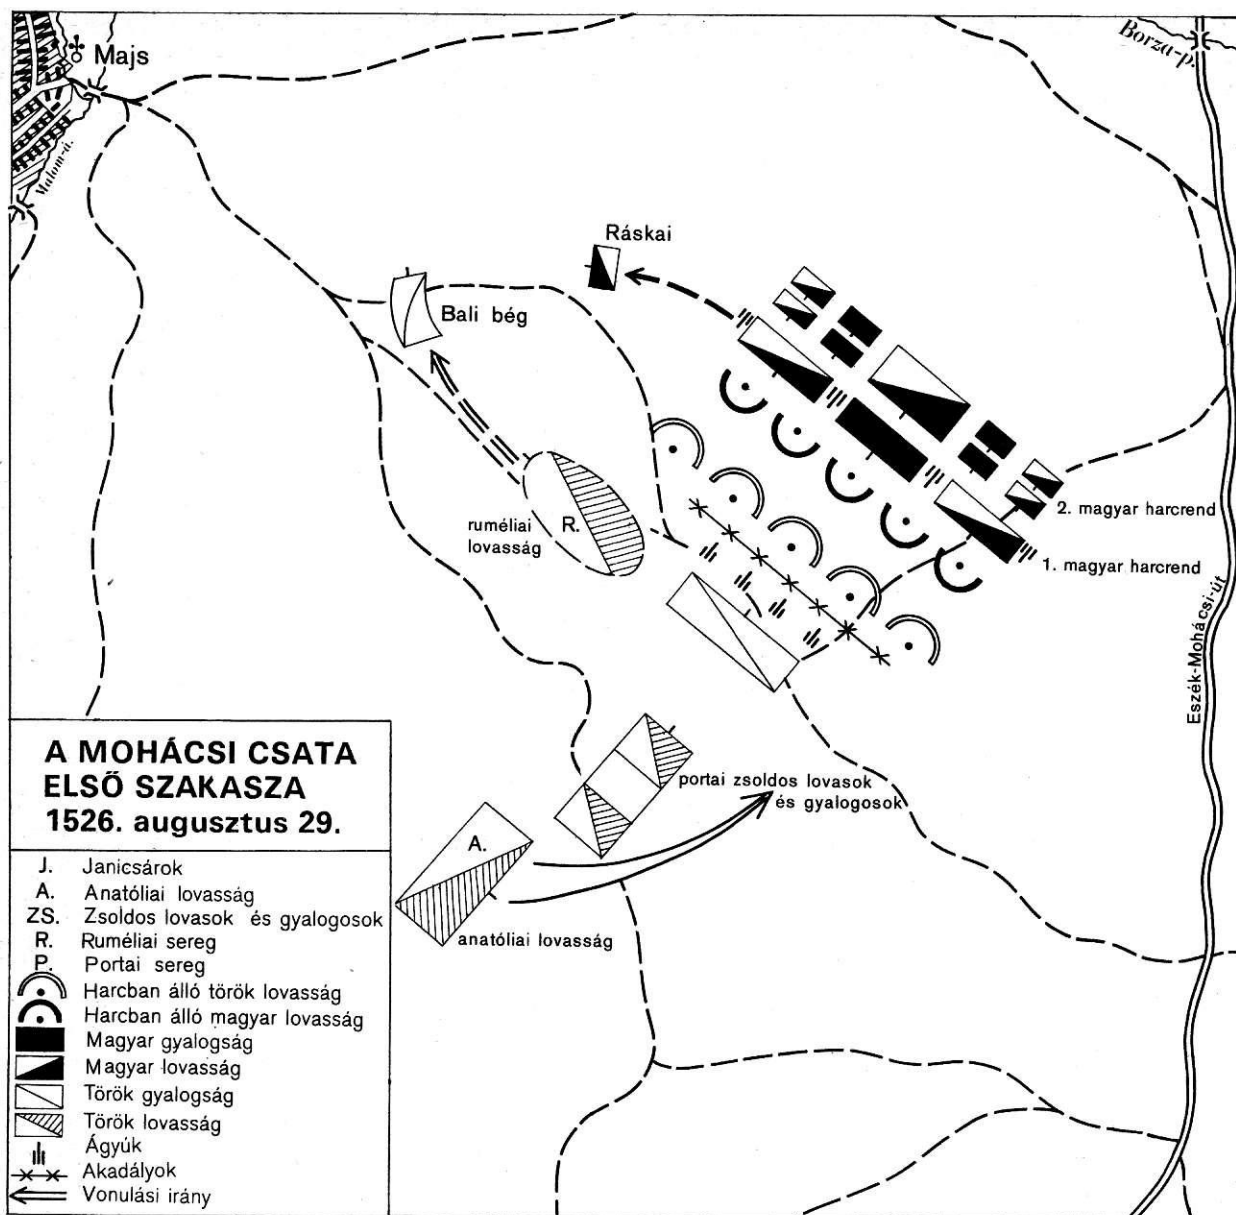 Majs
Malom-á.
Borza-p.
Ráskai
Bali bég
ruméliai
lovasság
R.
2. magyar harcrend
1. magyar harcrend
Eszék-Mohácsi-út
portai zsoldos lovasok
és gyalogosok
A.
anatóliai lovasság
A MOHÁCSI CSATA
ELSŐ SZAKASZA
1526. augusztus 29.
J. Janicsárok
A. Anatóliai lovasság
ZS. Zsoldos lovasok és gyalogosok
R. Ruméliai sereg
P. Portai sereg
Harcban álló török lovasság
Harcban álló magyar lovasság
Magyar gyalogság
Magyar lovasság
Török gyalogság
Török lovasság
Ágyúk
Akadályok
Vonulási irány